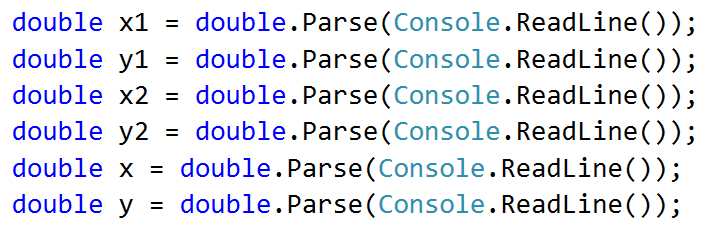 double x1 = double.Parse(Console.ReadLine());
double y1 = double.Parse(Console.ReadLine());
double x2 = double.Parse(Console.ReadLine());
double y2 = double.Parse(Console.ReadLine());
double x = double.Parse(Console.ReadLine());
double y = double.Parse(Console.ReadLine());